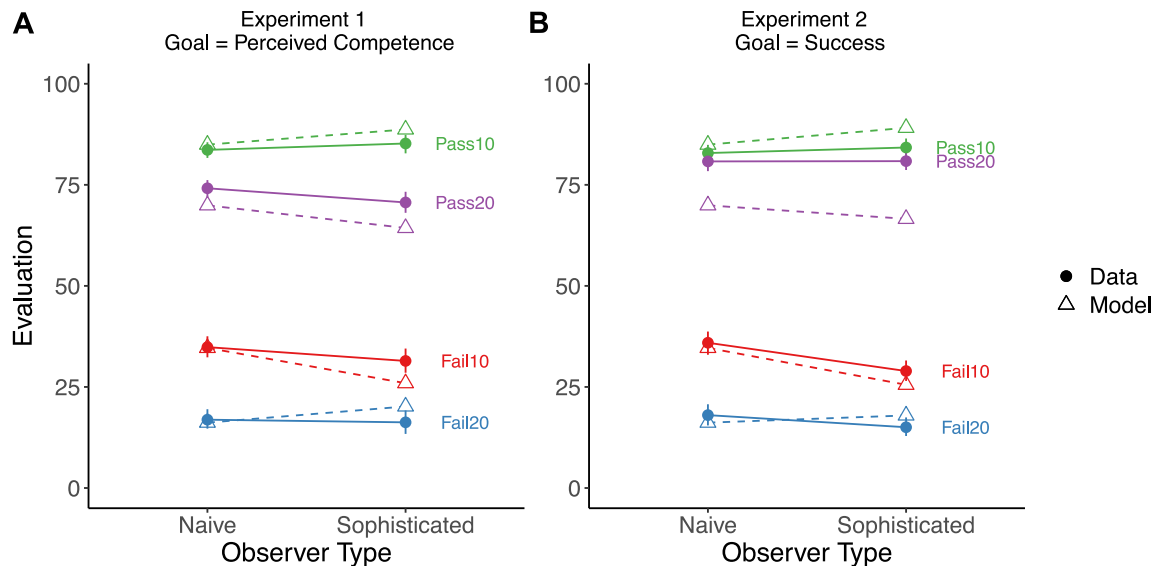 A
Experiment 1
Goal = Perceived Competence
Evaluation
100
75
50
25
0
Pass10
Pass20
Fail10
Fail20
Naive
Sophisticated
Observer Type
B
Experiment 2
Goal = Success
100
75
50
25
0
Pass10
Pass20
Fail10
Fail20
Naive
Sophisticated
Observer Type
Data
Model